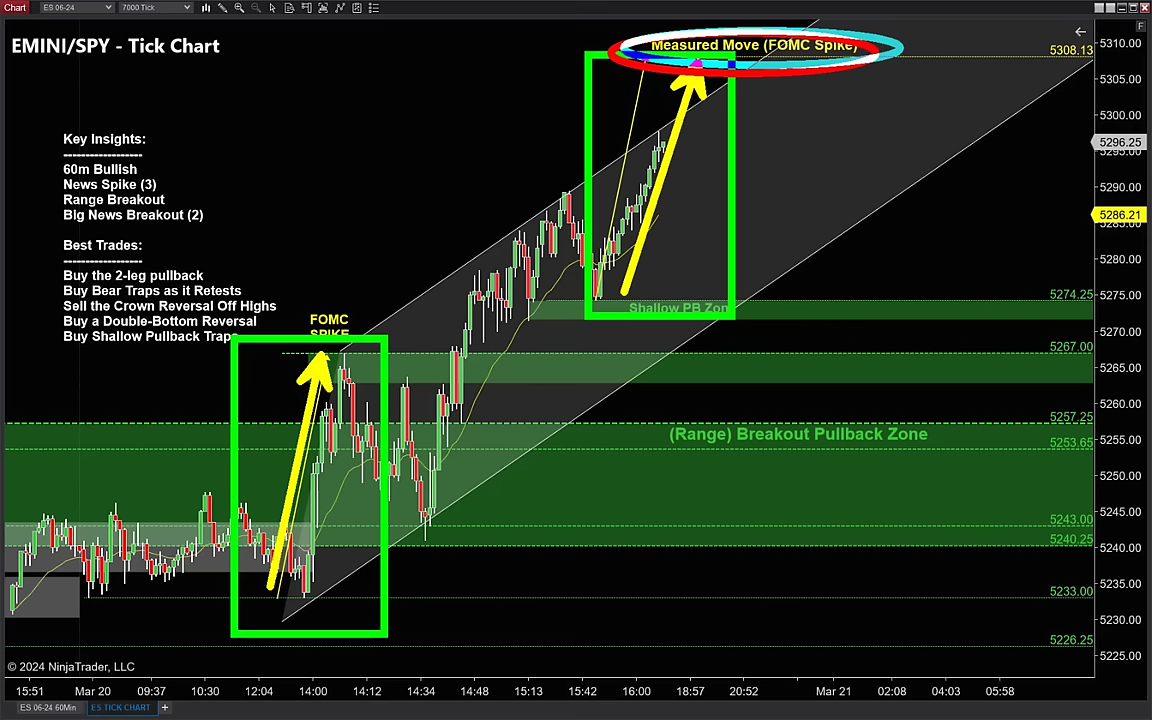 Chart
ES 06-24
7000 Tick
F
EMINI/SPY - Tick Chart
Measured Move (FOMC Spike)
5308.13
5310.00
5305.00
5300.00
5296.25
5295.00
5290.00
5286.21
5285.00
5280.00
5275.00
5270.00
5265.00
5260.00
5255.00
5250.00
5245.00
5240.00
5235.00
5230.00
5225.00
Key Insights:
------------------
60m Bullish
News Spike (3)
Range Breakout
Big News Breakout (2)
Best Trades:
------------------
Buy the 2-leg pullback
Buy Bear Traps as it Retests
Sell the Crown Reversal Off Highs
Buy a Double-Bottom Reversal
Buy Shallow Pullback Traps
FOMC
SPIKE
5274.25
Shallow PB Zon
5267.00
5257.25
(Range) Breakout Pullback Zone
5253.65
5243.00
5240.25
5233.00
5226.25
© 2024 NinjaTrader, LLC
15:51 Mar 20 09:37 10:30 12:04 14:00 14:12 14:34 14:48 15:13 15:42 16:00 18:57 20:52 Mar 21 02:08 04:03 05:58
ES 06-24 60Min ES TICK CHART +